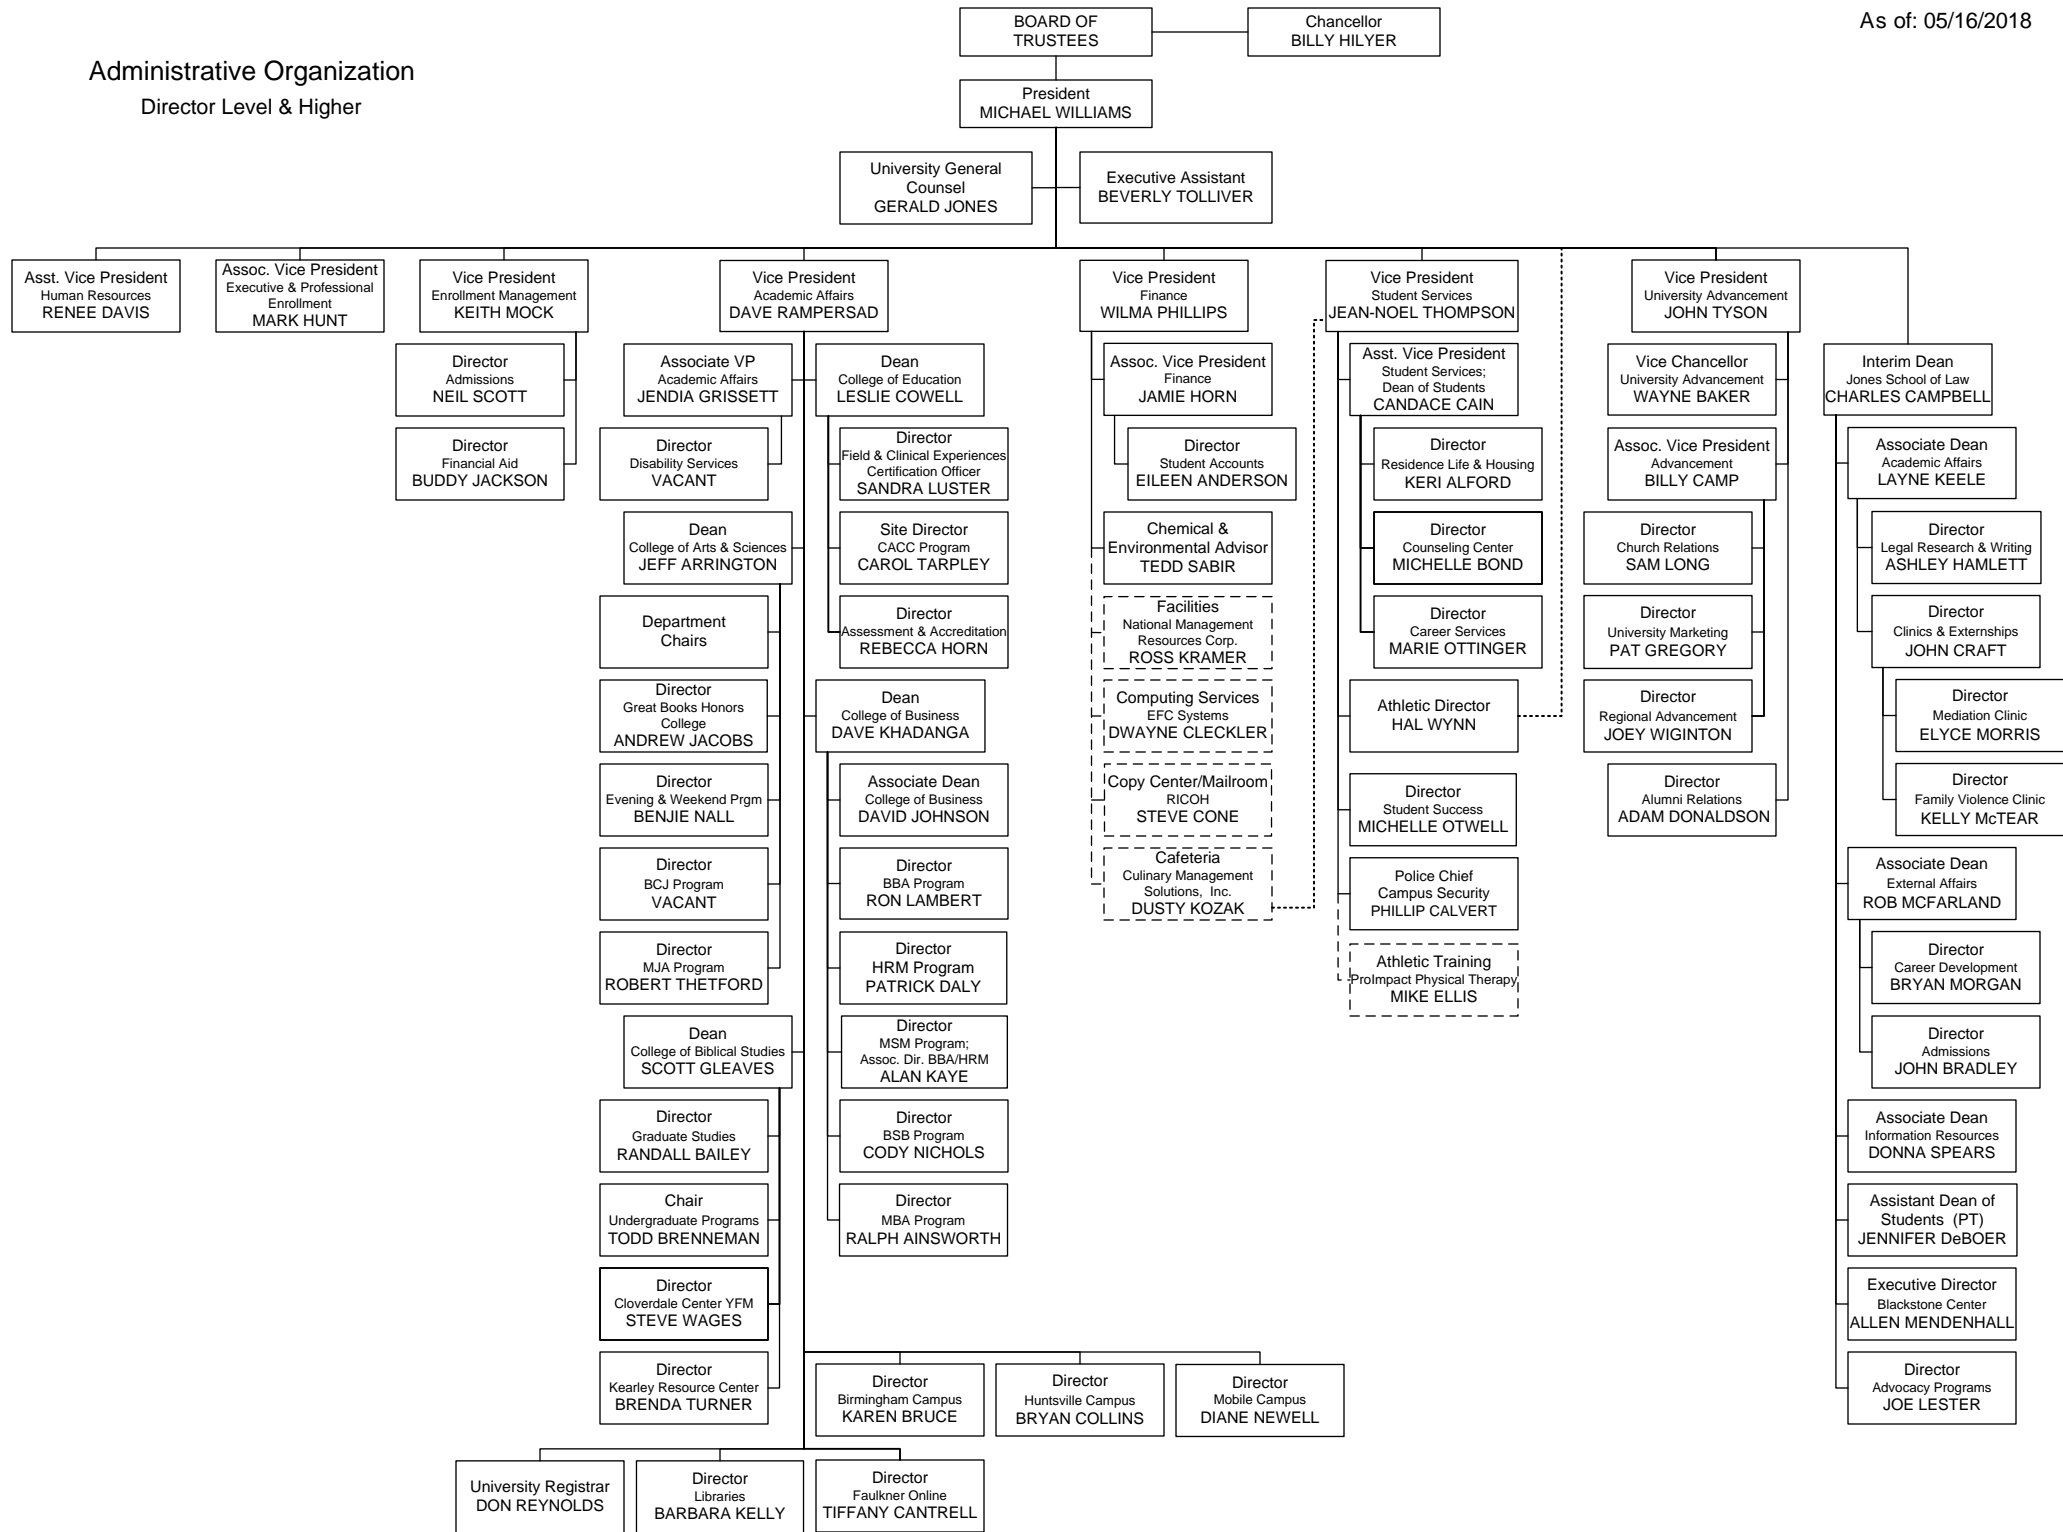 As of: 05/16/2018
Administrative Organization
Director Level & Higher
BOARD OF
TRUSTEES
Chancellor
BILLY HILYER
President
MICHAEL WILLIAMS
University General
Counsel
GERALD JONES
Executive Assistant
BEVERLY TOLLIVER
Asst. Vice President
Human Resources
RENEE DAVIS
Assoc. Vice President
Executive & Professional
Enrollment
MARK HUNT
Vice President
Enrollment Management
KEITH MOCK
Director
Admissions
NEIL SCOTT
Director
Financial Aid
BUDDY JACKSON
Vice President
Academic Affairs
DAVE RAMPERSAD
Associate VP
Academic Affairs
JENDIA GRISSETT
Director
Disability Services
VACANT
Dean
College of Arts & Sciences
JEFF ARRINGTON
Department
Chairs
Director
Great Books Honors
College
ANDREW JACOBS
Director
Evening & Weekend Prgm
BENJIE NALL
Director
BCJ Program
VACANT
Director
MJA Program
ROBERT THETFORD
Dean
College of Biblical Studies
SCOTT GLEAVES
Director
Graduate Studies
RANDALL BAILEY
Chair
Undergraduate Programs
TODD BRENNEMAN
Director
Cloverdale Center YFM
STEVE WAGES
Director
Kearley Resource Center
BRENDA TURNER
Dean
College of Education
LESLIE COWELL
Director
Field & Clinical Experiences
Certification Officer
SANDRA LUSTER
Site Director
CACC Program
CAROL TARPLEY
Director
Assessment & Accreditation
REBECCA HORN
Dean
College of Business
DAVE KHADANGA
Associate Dean
College of Business
DAVID JOHNSON
Director
BBA Program
RON LAMBERT
Director
HRM Program
PATRICK DALY
Director
MSM Program;
Assoc. Dir. BBA/HRM
ALAN KAYE
Director
BSB Program
CODY NICHOLS
Director
MBA Program
RALPH AINSWORTH
Director
Birmingham Campus
KAREN BRUCE
Director
Huntsville Campus
BRYAN COLLINS
Director
Mobile Campus
DIANE NEWELL
University Registrar
DON REYNOLDS
Director
Libraries
BARBARA KELLY
Director
Faulkner Online
TIFFANY CANTRELL
Vice President
Finance
WILMA PHILLIPS
Assoc. Vice President
Finance
JAMIE HORN
Director
Student Accounts
EILEEN ANDERSON
Chemical &
Environmental Advisor
TEDD SABIR
Facilities
National Management
Resources Corp.
ROSS KRAMER
Computing Services
EFC Systems
DWAYNE CLECKLER
Copy Center/Mailroom
RICOH
STEVE CONE
Cafeteria
Culinary Management
Solutions, Inc.
DUSTY KOZAK
Vice President
Student Services
JEAN-NOEL THOMPSON
Asst. Vice President
Student Services;
Dean of Students
CANDACE CAIN
Director
Residence Life & Housing
KERI ALFORD
Director
Counseling Center
MICHELLE BOND
Director
Career Services
MARIE OTTINGER
Athletic Director
HAL WYNN
Director
Student Success
MICHELLE OTWELL
Police Chief
Campus Security
PHILLIP CALVERT
Athletic Training
ProImpact Physical Therapy
MIKE ELLIS
Vice President
University Advancement
JOHN TYSON
Vice Chancellor
University Advancement
WAYNE BAKER
Assoc. Vice President
Advancement
BILLY CAMP
Director
Church Relations
SAM LONG
Director
University Marketing
PAT GREGORY
Director
Regional Advancement
JOEY WIGINTON
Director
Alumni Relations
ADAM DONALDSON
Interim Dean
Jones School of Law
CHARLES CAMPBELL
Associate Dean
Academic Affairs
LAYNE KEELE
Director
Legal Research & Writing
ASHLEY HAMLETT
Director
Clinics & Externships
JOHN CRAFT
Director
Mediation Clinic
ELYCE MORRIS
Director
Family Violence Clinic
KELLY McTEAR
Associate Dean
External Affairs
ROB MCFARLAND
Director
Career Development
BRYAN MORGAN
Director
Admissions
JOHN BRADLEY
Associate Dean
Information Resources
DONNA SPEARS
Assistant Dean of
Students (PT)
JENNIFER DeBOER
Executive Director
Blackstone Center
ALLEN MENDENHALL
Director
Advocacy Programs
JOE LESTER